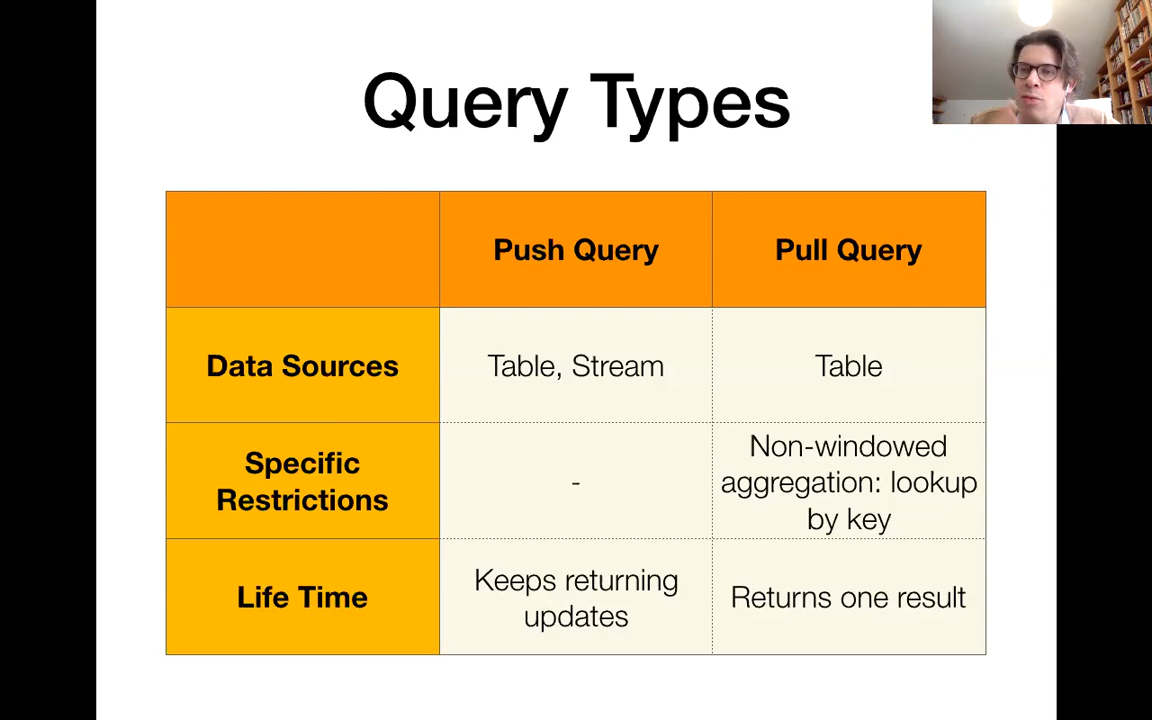 Query Types
Push Query
Pull Query
Data Sources
Table, Stream
Table
Specific
Restrictions
-
Non-windowed
aggregation: lookup
by key
Life Time
Keeps returning
updates
Returns one result